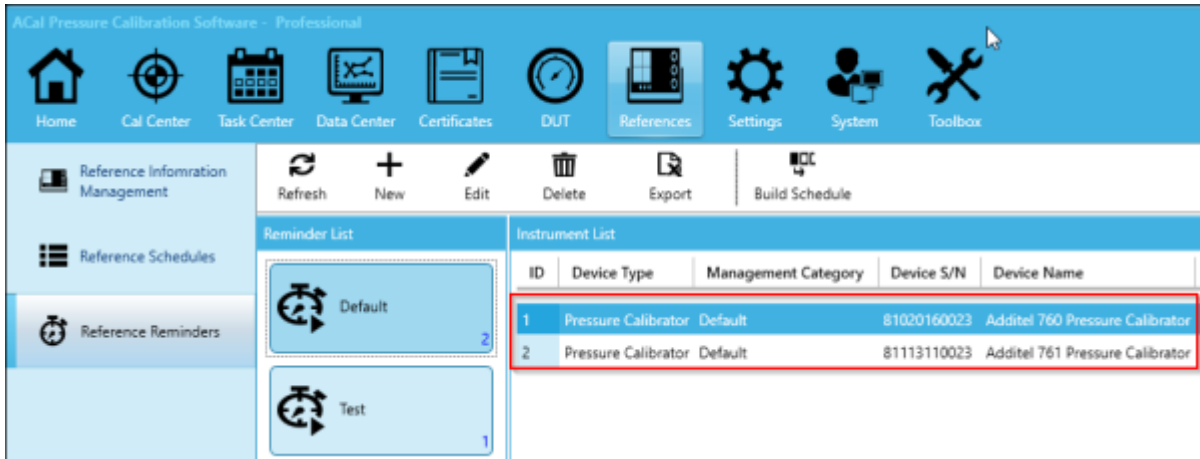 ACal Pressure Calibration Software - Professional
Home Cal Center Task Center Data Center Certificates DUT References Settings System Toolbox
Reference Infomration
Management
Refresh New Edit Delete Export Build Schedule
Reminder List Instrument List
Reference Schedules
ID Device Type Management Category Device S/N Device Name
Default
2
1 Pressure Calibrator Default 81020160023 Additel 760 Pressure Calibrator
Reference Reminders
2 Pressure Calibrator Default 81113110023 Additel 761 Pressure Calibrator
Test
1